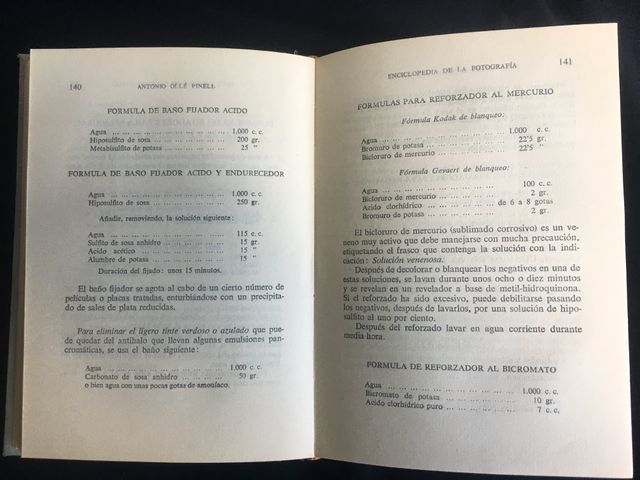 140 ANTONIO OLLÉ PINELL
FORMULA DE BAÑO FIJADOR ACIDO
Agua ... ... ... ... ... ... ... ... ... ... 1.000 c. c.
Hiposulfito de sosa ... ... ... ... ... ... ... 200 gr.
Metabisulfito de potasa ... ... ... ... ... ... 25 "
FORMULA DE BAÑO FIJADOR ACIDO Y ENDURECEDOR
Agua ... ... ... ... ... ... ... ... ... ... 1.000 c. c.
Hiposulfito de sosa ... ... ... ... ... ... ... 250 gr.
Añadir, removiendo, la solución siguiente:
Agua ... ... ... ... ... ... ... ... ... ... 115 c. c.
Sulfito de sosa anhidro ... ... ... ... ... ... 15 gr.
Acido acético ... ... ... ... ... ... ... ... 15 "
Alumbre de potasa ... ... ... ... ... ... ... 15 "
Duración del fijado: unos 15 minutos.
El baño fijador se agota al cabo de un cierto número de
películas o placas tratadas, enturbiándose con un precipita-
do de sales de plata reducidas.
Para eliminar el ligero tinte verdoso o azulado que pue-
de quedar del antihalo que llevan algunas emulsiones pan-
cromáticas, se usa el baño siguiente:
Agua ... ... ... ... ... ... ... ... ... ... 1.000 c. c.
Carbonato de sosa anhidro ... ... ... ... ... 50 gr.
o bien agua con unas pocas gotas de amoníaco.
ENCICLOPEDIA DE LA FOTOGRAFÍA 141
FORMULAS PARA REFORZADOR AL MERCURIO
Fórmula Kodak de blanqueo:
Agua ... ... ... ... ... ... ... ... ... 1.000 c. c.
Bromuro de potasa ... ... ... ... ... ... 22'5 gr.
Bicloruro de mercurio ... ... ... ... ... ... 22'5 "
Fórmula Gevaert de blanqueo:
Agua ... ... ... ... ... ... ... ... ... 100 c. c.
Bicloruro de mercurio ... ... ... ... ... ... 2 gr.
Acido clorhídrico ... ... ... ... ... de 6 a 8 gotas
Bromuro de potasa ... ... ... ... ... ... 2 gr.
El bicloruro de mercurio (sublimado corrosivo) es un ve-
neno muy activo que debe manejarse con mucha precaución,
etiquetando el frasco que contenga la solución con la indi-
cación: Solución venenosa.
Después de decolorar o blanquear los negativos en una de
estas soluciones, se lavan durante unos ocho o diez minutos
y se revelan en un revelador a base de metil-hidroquinona.
Si el reforzado ha sido excesivo, puede debilitarse pasando
los negativos, después de lavarlos, por una solución de hipo-
sulfito al uno por ciento.
Después del reforzado lavar en agua corriente durante
media hora.
FORMULA DE REFORZADOR AL BICROMATO
Agua ... ... ... ... ... ... ... ... ... 1.000 c. c.
Bicromato de potasa ... ... ... ... ... ... 10 gr.
Acido clorhídrico puro ... ... ... ... ... 7 c. c.